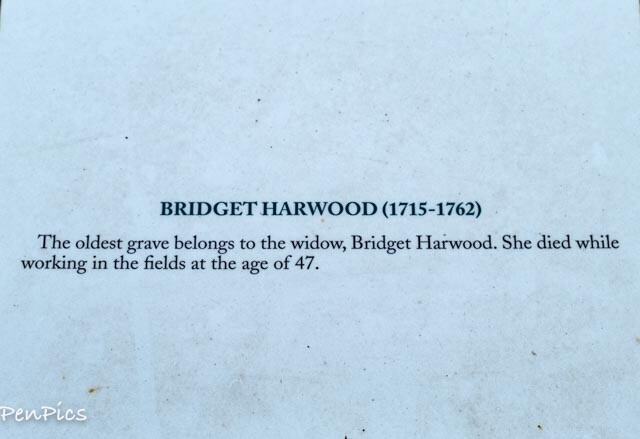 BRIDGET HARWOOD (1715-1762)
The oldest grave belongs to the widow, Bridget Harwood. She died while
working in the fields at the age of 47.
PenPics